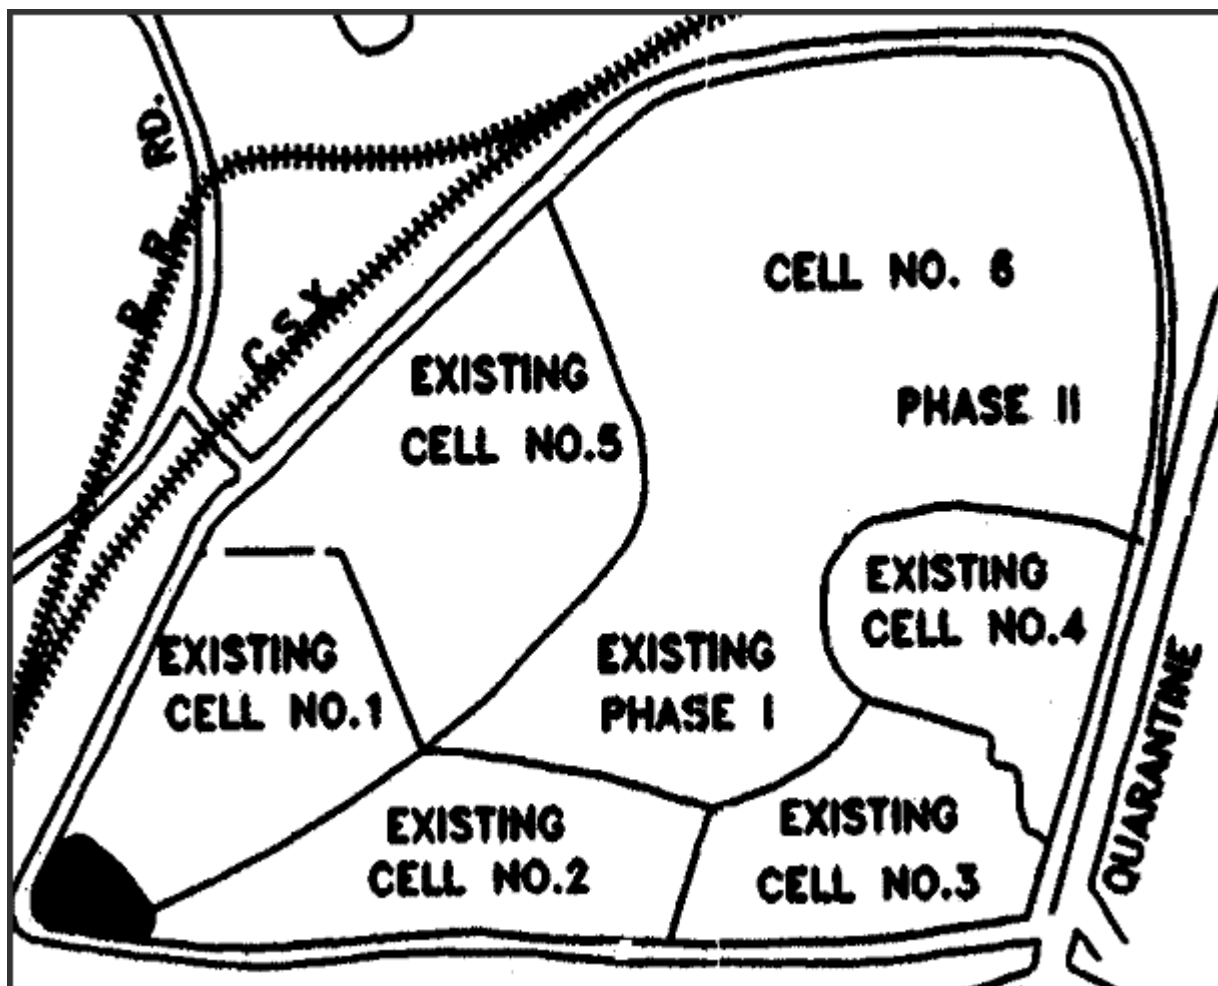 RD.
R R
C S X
CELL NO. 6
PHASE II
EXISTING
CELL NO.5
EXISTING
CELL NO.4
EXISTING
CELL NO.1
EXISTING
PHASE I
EXISTING
CELL NO.2
EXISTING
CELL NO.3
QUARANTINE